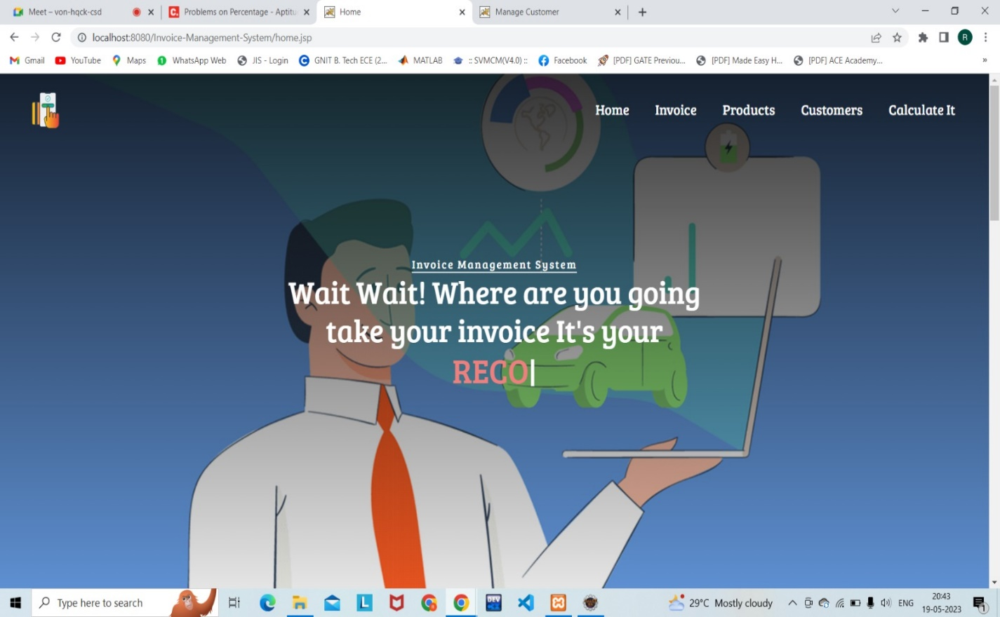 Meet – von-hqck-csd
Problems on Percentage - Aptitu
Home
Manage Customer
localhost:8080/Invoice-Management-System/home.jsp
R
Gmail
YouTube
Maps
WhatsApp Web
JIS - Login
GNIT B. Tech ECE (2...
MATLAB
:: SVMCM(V4.0) ::
Facebook
[PDF] GATE Previou...
[PDF] Made Easy H...
[PDF] ACE Academy...
»
Home
Invoice
Products
Customers
Calculate It
Invoice Management System
Wait Wait! Where are you going
take your invoice It's your
RECO|
Type here to search
L
DEV
29°C Mostly cloudy
ENG
20:43
19-05-2023
1